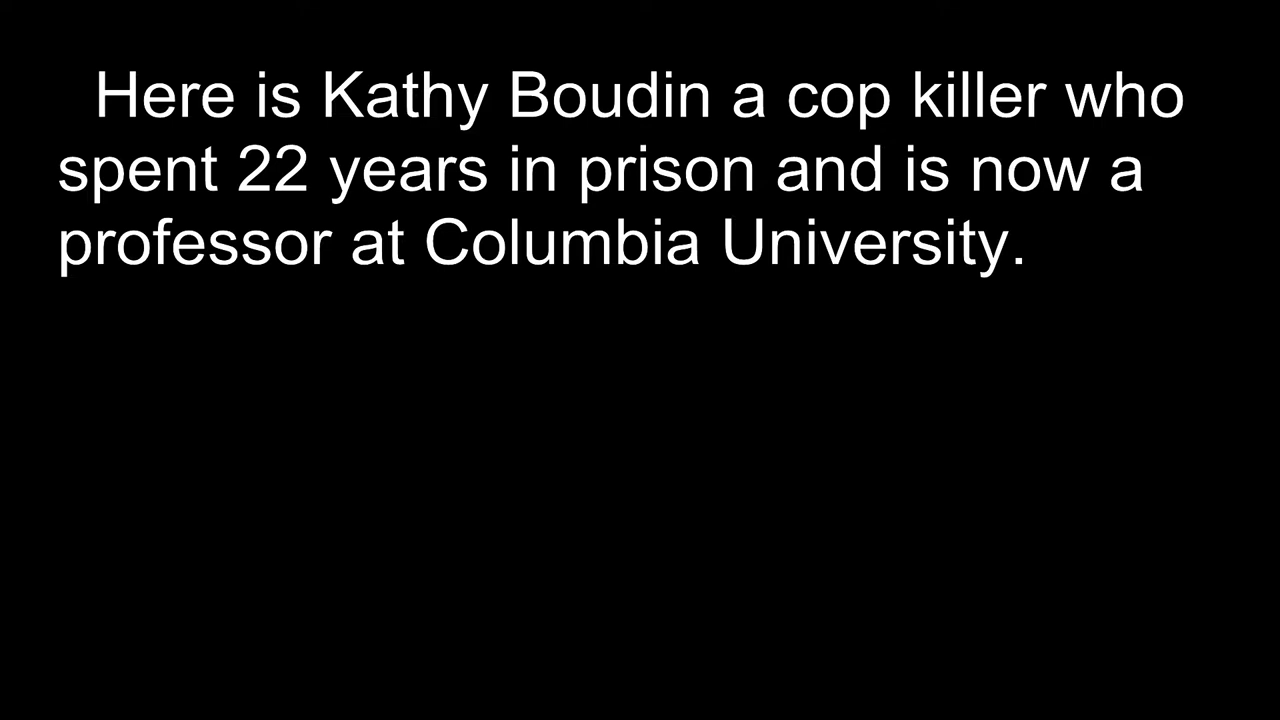 Here is Kathy Boudin a cop killer who
spent 22 years in prison and is now a
professor at Columbia University.